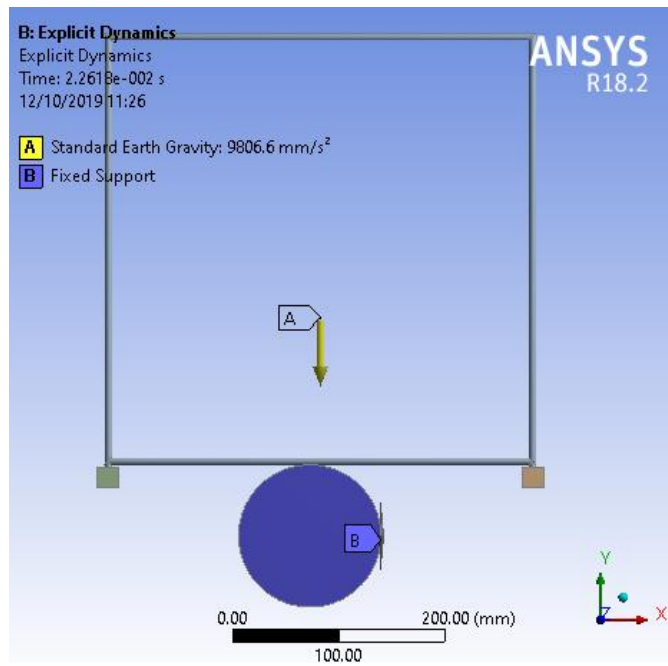 B: Explicit Dynamics
Explicit Dynamics
Time: 2.2618e-002 s
12/10/2019 11:26
A Standard Earth Gravity: 9806.6 mm/s²
B Fixed Support
ANSYS
R18.2
A
B
0.00 200.00 (mm)
100.00
Y
Z X